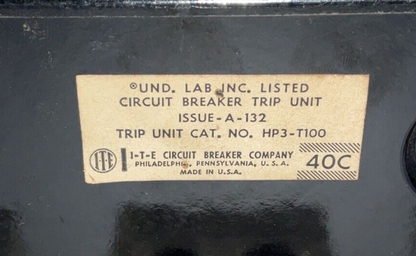 ®UND. LAB. INC. LISTED
CIRCUIT BREAKER TRIP UNIT
ISSUE-A-132
TRIP UNIT CAT. NO. HP3-T100
I-T-E I-T-E CIRCUIT BREAKER COMPANY
PHILADELPHIA, PENNSYLVANIA, U. S. A.
MADE IN U.S.A.
40C